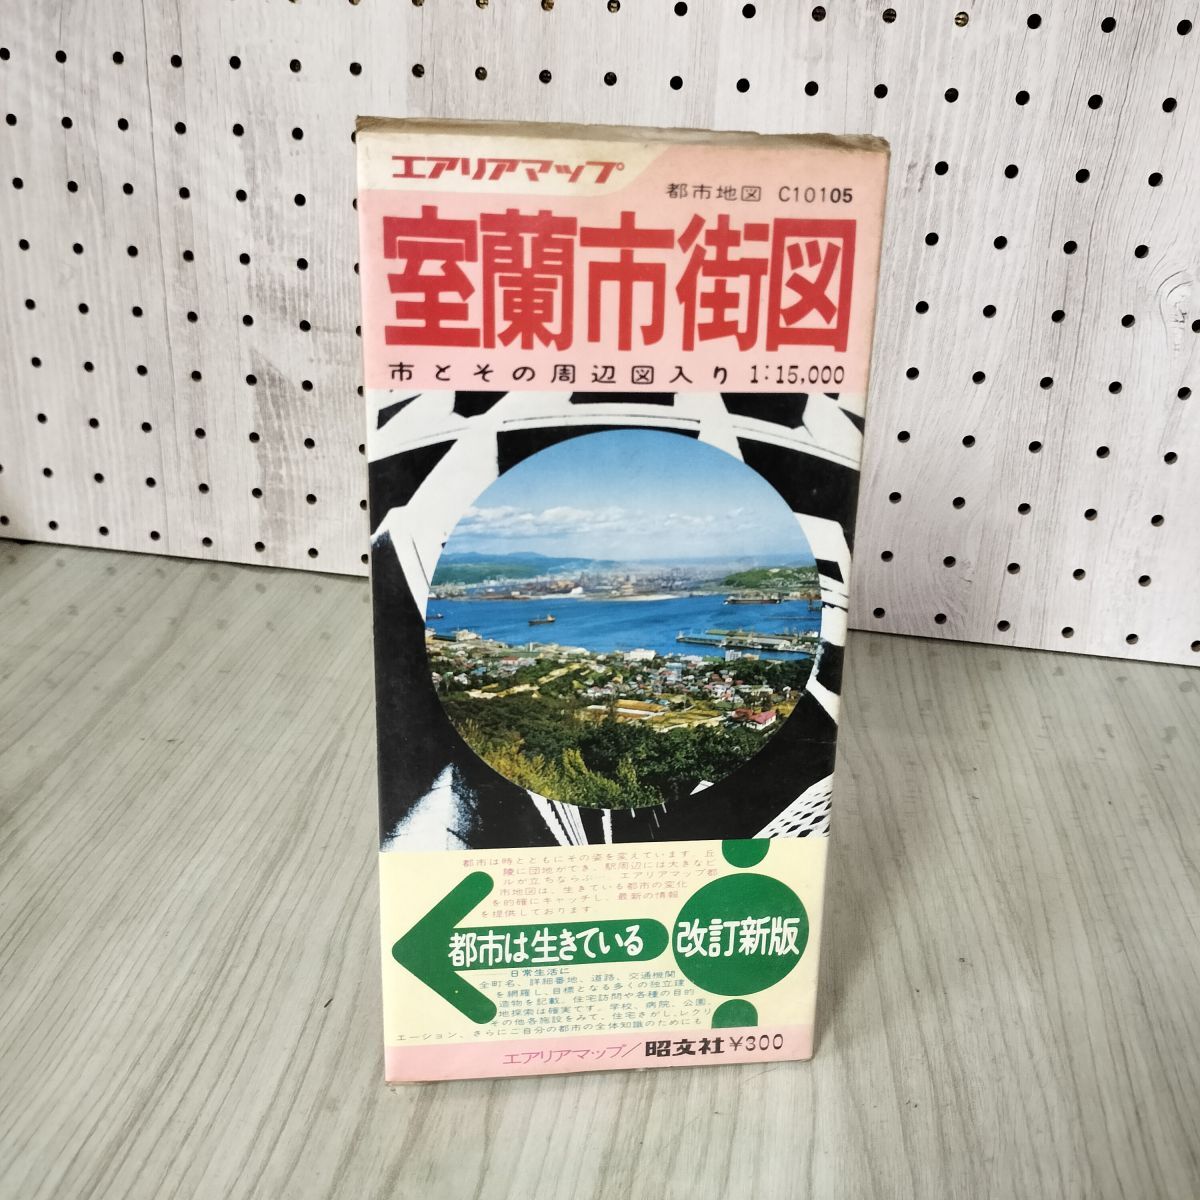 エアリアマップ
都市地図 C10105
室蘭市街図
市とその周辺図入り 1:15,000
都市は時とともにその姿を変えています。丘
陵に団地ができ、駅周辺には大きなビ
ルが立ちならぶ…。エアリアマップ都
市地図は、生きている都市の変化
を的確にキャッチし、最新の情報
を提供しております。
都市は生きている
改訂新版
日常生活に
全町名、詳細番地、道路、交通機関
を網羅し、目標となる多くの独立建
造物を記載。住宅訪問や各種の目的
地探索は確実です。学校、病院、公園、
その他各施設をみて、住宅さがし、レクリ
エーション、さらにご自分の都市の全体知識のためにも
エアリアマップ/昭文社 ¥300